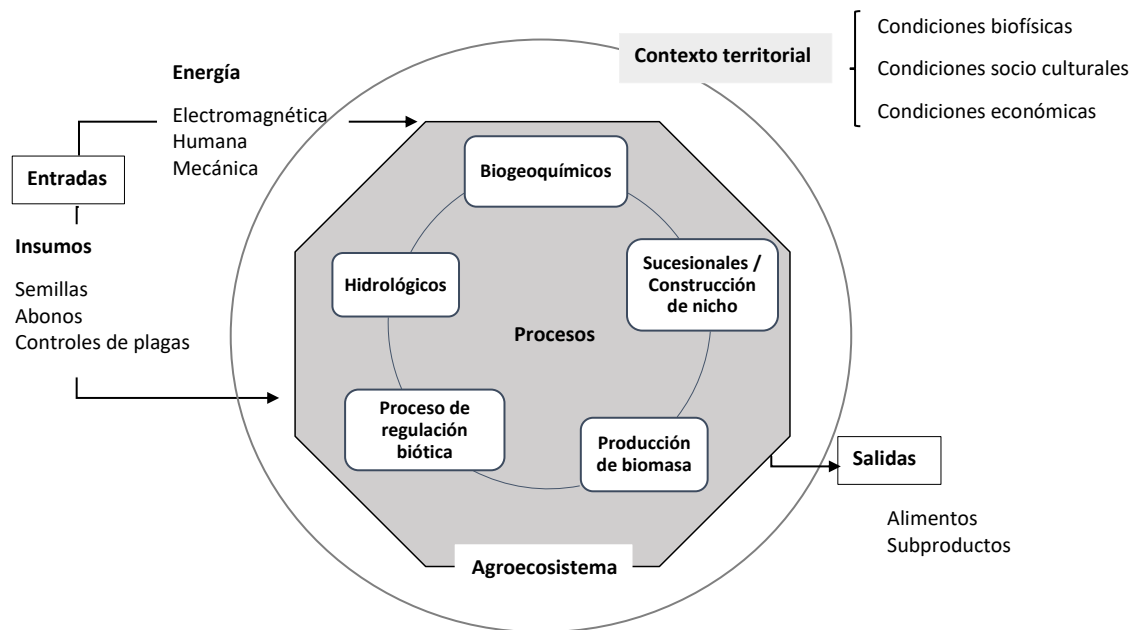 Contexto territorial
Condiciones biofísicas
Condiciones socio culturales
Condiciones económicas
Energía
Electromagnética
Humana
Mecánica
Entradas
Insumos
Semillas
Abonos
Controles de plagas
Biogeoquímicos
Hidrológicos
Sucesionales /
Construcción
de nicho
Procesos
Proceso de
regulación
biótica
Producción
de biomasa
Agroecosistema
Salidas
Alimentos
Subproductos